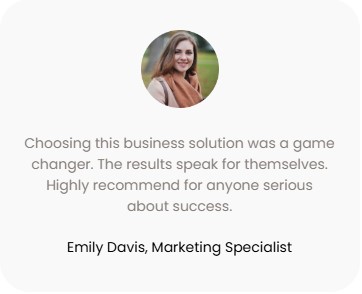 Choosing this business solution was a game
changer. The results speak for themselves.
Highly recommend for anyone serious
about success.
Emily Davis, Marketing Specialist